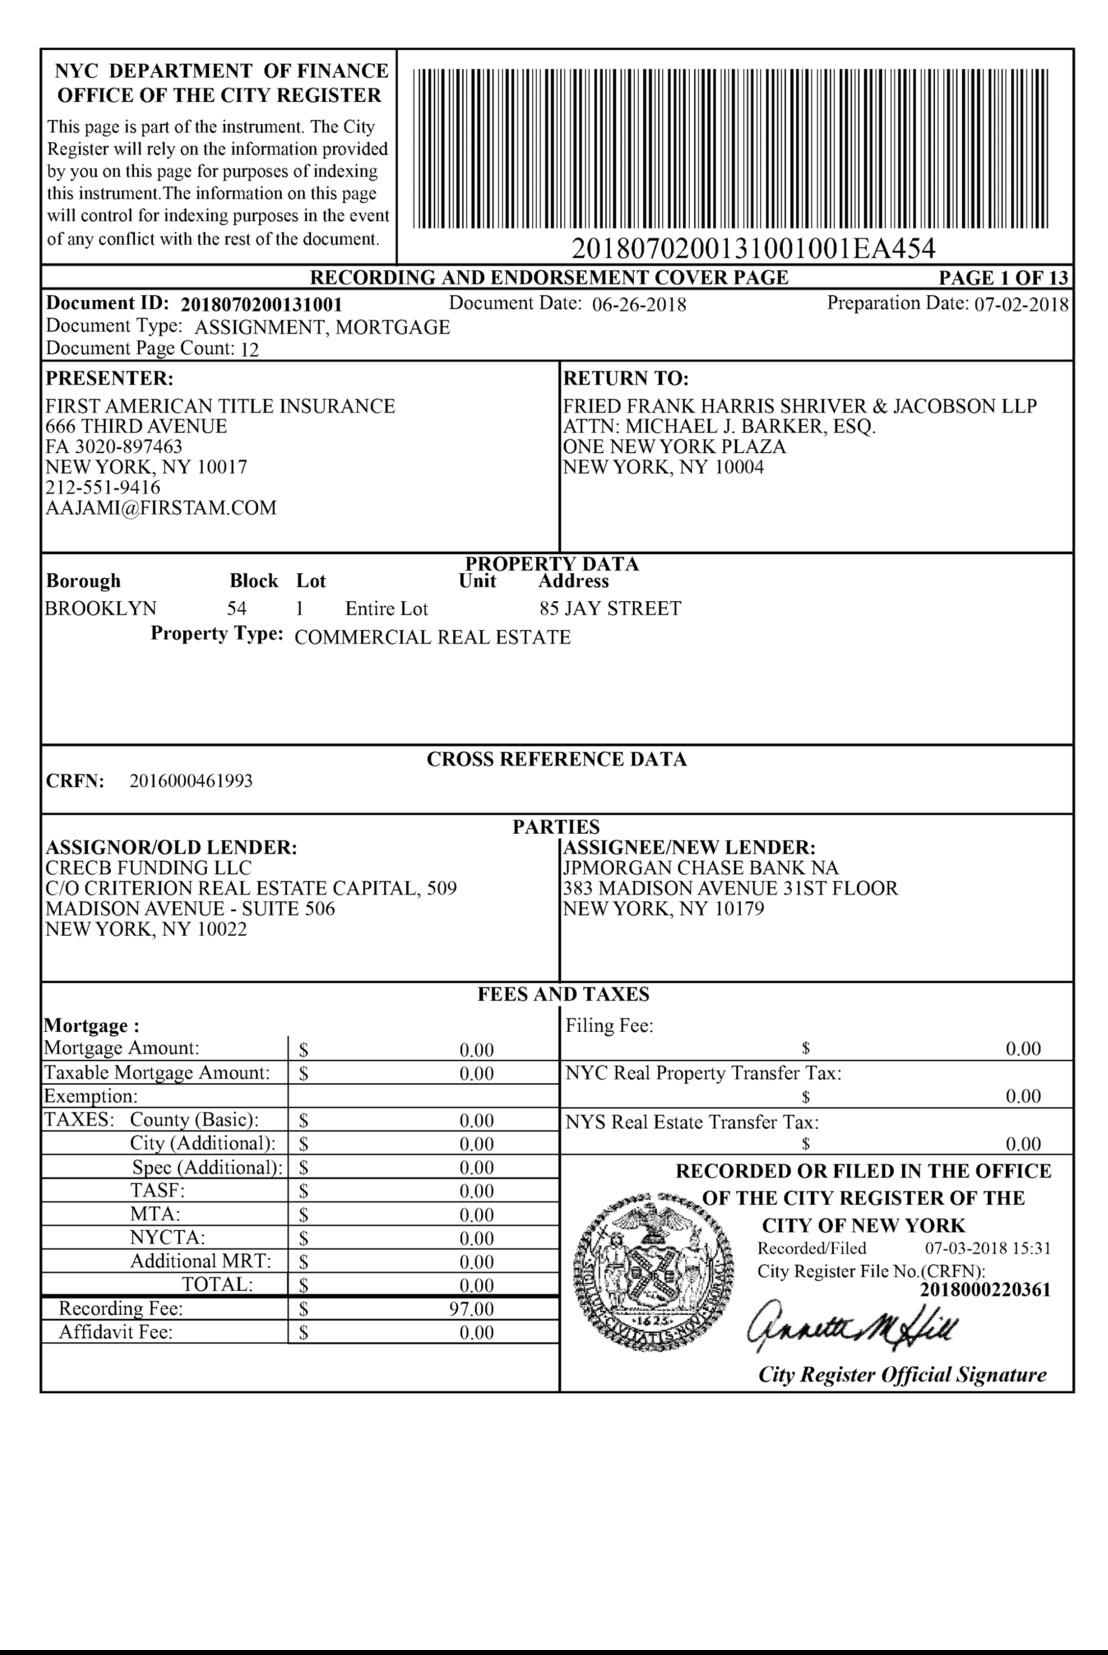 NYC DEPARTMENT OF FINANCE
OFFICE OF THE CITY REGISTER
This page is part of the instrument. The City
Register will rely on the information provided
by you on this page for purposes of indexing
this instrument.The information on this page
will control for indexing purposes in the event
of any conflict with the rest of the document.
2018070200131001001EA454
RECORDING AND ENDORSEMENT COVER PAGE PAGE 1 OF 13
Document ID: 2018070200131001 Document Date: 06-26-2018 Preparation Date: 07-02-2018
Document Type: ASSIGNMENT, MORTGAGE
Document Page Count: 12
PRESENTER:
FIRST AMERICAN TITLE INSURANCE
666 THIRD AVENUE
FA 3020-897463
NEW YORK, NY 10017
212-551-9416
AAJAMI@FIRSTAM.COM
RETURN TO:
FRIED FRANK HARRIS SHRIVER & JACOBSON LLP
ATTN: MICHAEL J. BARKER, ESQ.
ONE NEW YORK PLAZA
NEW YORK, NY 10004
PROPERTY DATA
Borough Block Lot Unit Address
BROOKLYN 54 1 Entire Lot 85 JAY STREET
Property Type: COMMERCIAL REAL ESTATE
CROSS REFERENCE DATA
CRFN: 2016000461993
PARTIES
ASSIGNOR/OLD LENDER:
CRECB FUNDING LLC
C/O CRITERION REAL ESTATE CAPITAL, 509
MADISON AVENUE - SUITE 506
NEW YORK, NY 10022
ASSIGNEE/NEW LENDER:
JPMORGAN CHASE BANK NA
383 MADISON AVENUE 31ST FLOOR
NEW YORK, NY 10179
FEES AND TAXES
Mortgage :
Mortgage Amount: $ 0.00
Taxable Mortgage Amount: $ 0.00
Exemption:
TAXES: County (Basic): $ 0.00
City (Additional): $ 0.00
Spec (Additional): $ 0.00
TASF: $ 0.00
MTA: $ 0.00
NYCTA: $ 0.00
Additional MRT: $ 0.00
TOTAL: $ 0.00
Recording Fee: $ 97.00
Affidavit Fee: $ 0.00
Filing Fee:
$ 0.00
NYC Real Property Transfer Tax:
$ 0.00
NYS Real Estate Transfer Tax:
$ 0.00
RECORDED OR FILED IN THE OFFICE
OF THE CITY REGISTER OF THE
CITY OF NEW YORK
Recorded/Filed 07-03-2018 15:31
City Register File No.(CRFN):
2018000220361
SIGILLUM CIVITATIS NOVI EBORACI
1625
Annette M Hill
City Register Official Signature